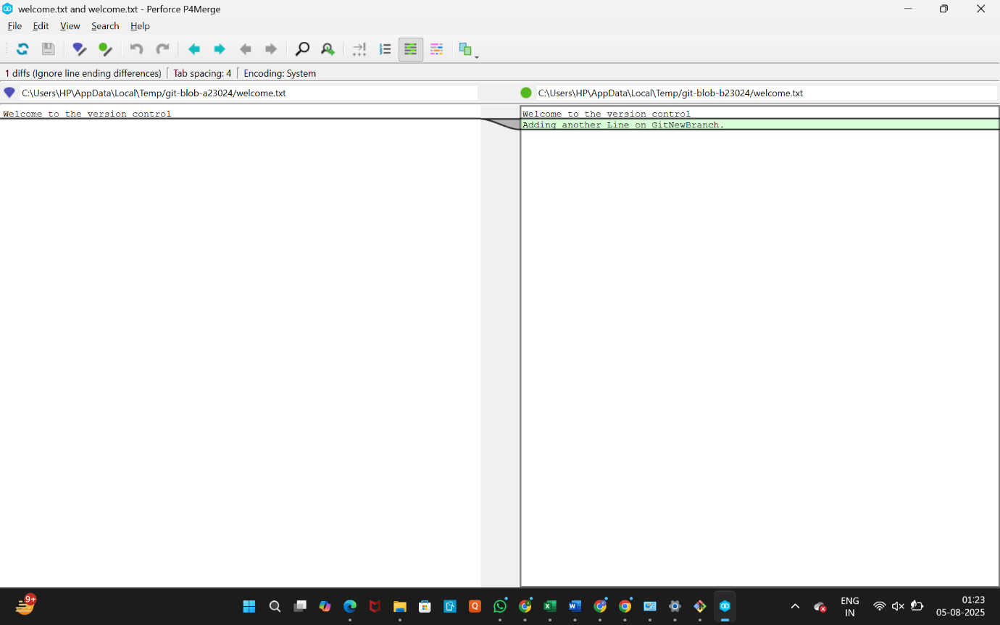 welcome.txt and welcome.txt - Perforce P4Merge
File Edit View Search Help
1 diffs (Ignore line ending differences) Tab spacing: 4 Encoding: System
C:\Users\HP\AppData\Local\Temp/git-blob-a23024/welcome.txt
C:\Users\HP\AppData\Local\Temp/git-blob-b23024/welcome.txt
Welcome to the version control
Welcome to the version control
Adding another Line on GitNewBranch.
9+
ENG
IN
01:23
05-08-2025